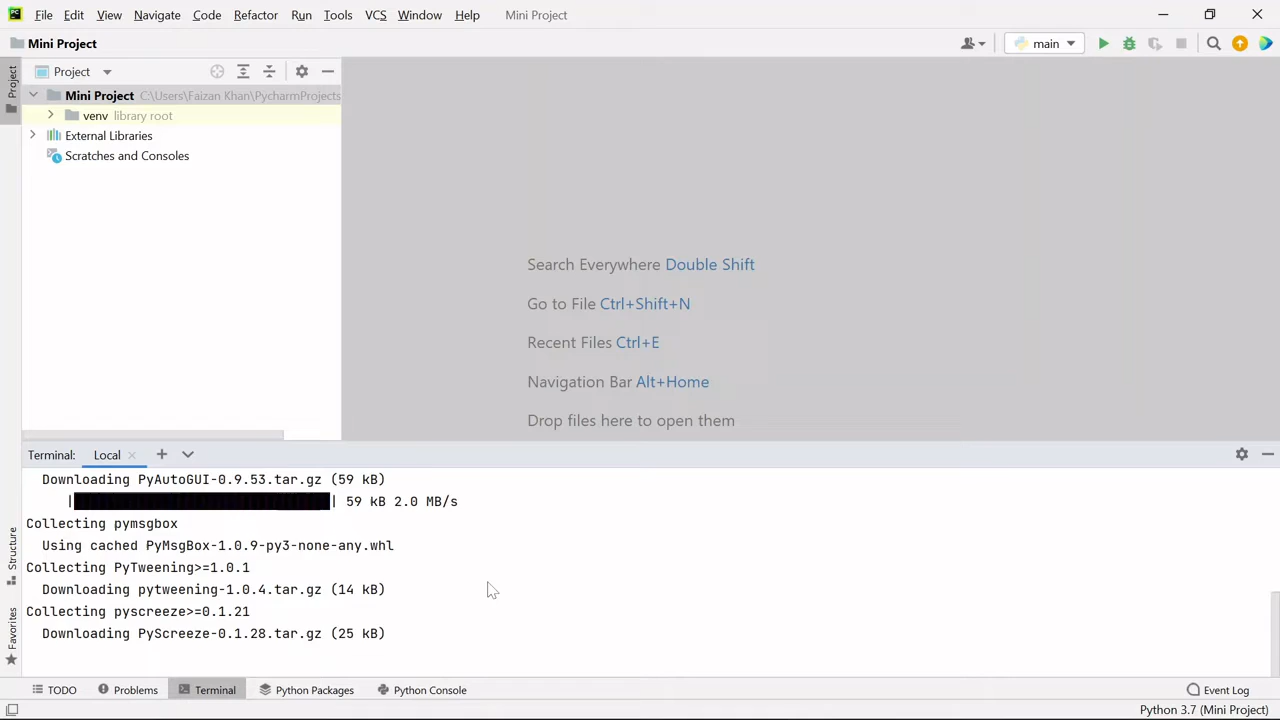 PC File Edit View Navigate Code Refactor Run Tools VCS Window Help Mini Project
Mini Project main
Project
Project
Mini Project C:\Users\Faizan Khan\PycharmProjects
venv library root
External Libraries
Scratches and Consoles
Search Everywhere Double Shift
Go to File Ctrl+Shift+N
Recent Files Ctrl+E
Navigation Bar Alt+Home
Drop files here to open them
Terminal: Local
Downloading PyAutoGUI-0.9.53.tar.gz (59 kB)
| | 59 kB 2.0 MB/s
Collecting pymsgbox
Using cached PyMsgBox-1.0.9-py3-none-any.whl
Collecting PyTweening>=1.0.1
Downloading pytweening-1.0.4.tar.gz (14 kB)
Collecting pyscreeze>=0.1.21
Downloading PyScreeze-0.1.28.tar.gz (25 kB)
Structure
Favorites
TODO Problems Terminal Python Packages Python Console Event Log
Python 3.7 (Mini Project)